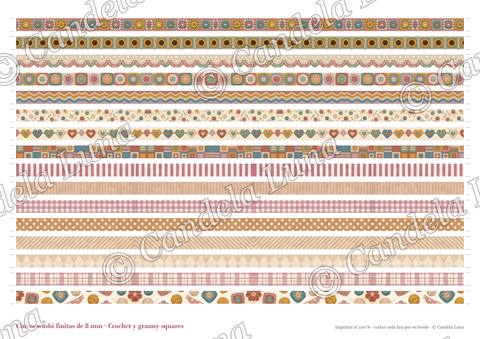 © Candela Luna
Cintas washi finitas de 8 mm · Crochet y granny squares
Imprimir al 100 % · cortar cada tira por su borde · © Candela Luna